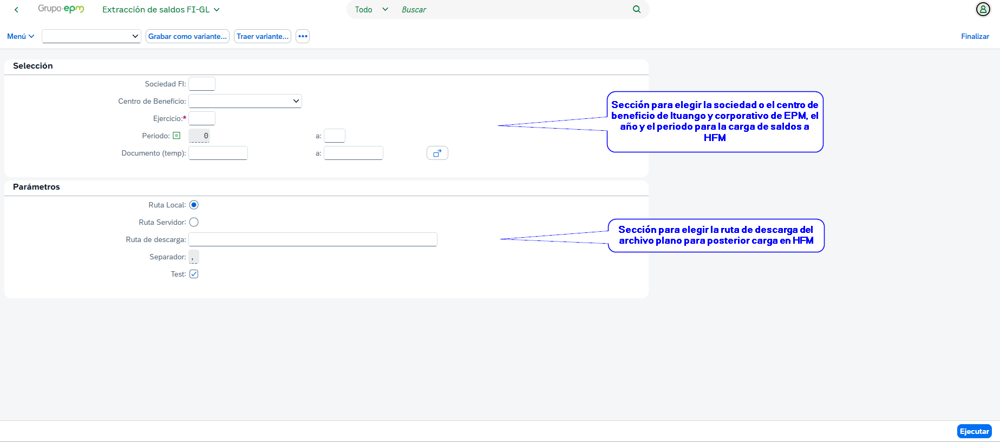 Grupo·epm
Extracción de saldos FI-GL
Todo
Buscar
Menú
Grabar como variante...
Traer variante...
Finalizar
Selección
Sociedad FI:
Centro de Beneficio:
Ejercicio:*
Periodo: 0 a:
Documento (temp): a:
Sección para elegir la sociedad o el centro de
beneficio de Ituango y corporativo de EPM, el
año y el periodo para la carga de saldos a
HFM
Parámetros
Ruta Local:
Ruta Servidor:
Ruta de descarga:
Separador: ,
Test:
Sección para elegir la ruta de descarga del
archivo plano para posterior carga en HFM
Ejecutar